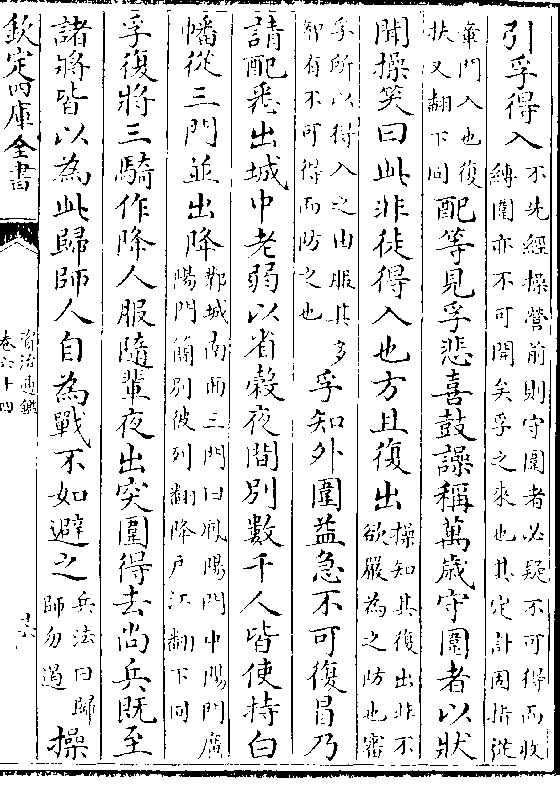 引孚得入不先經操營前則守圍者必疑不可得而收
縛圍亦不可開矣孚之來也其定計固指從
章門入也復
扶又翻下同配等見孚悲喜鼓譟稱萬歲守圍者以狀
聞操笑曰此非徒得入也方且復出操知其復出非不
欲嚴為之防也審
孚所以得入之由服其多
智有不可得而防之也孚知外圍益急不可復冒乃
請配悉出城中老弱以省穀夜間別數千人皆使持白
幡從三門並出降鄴城南面三門曰鳳陽門中陽門廣
陽門簡別彼列翻降戶江翻下同
孚復將三騎作降人服隨輩夜出突圍得去尚兵既至
諸將皆以為此歸師人自為戰不如避之兵法曰歸
師勿遏操
欽定四庫全書
資治通鑑
卷六十四